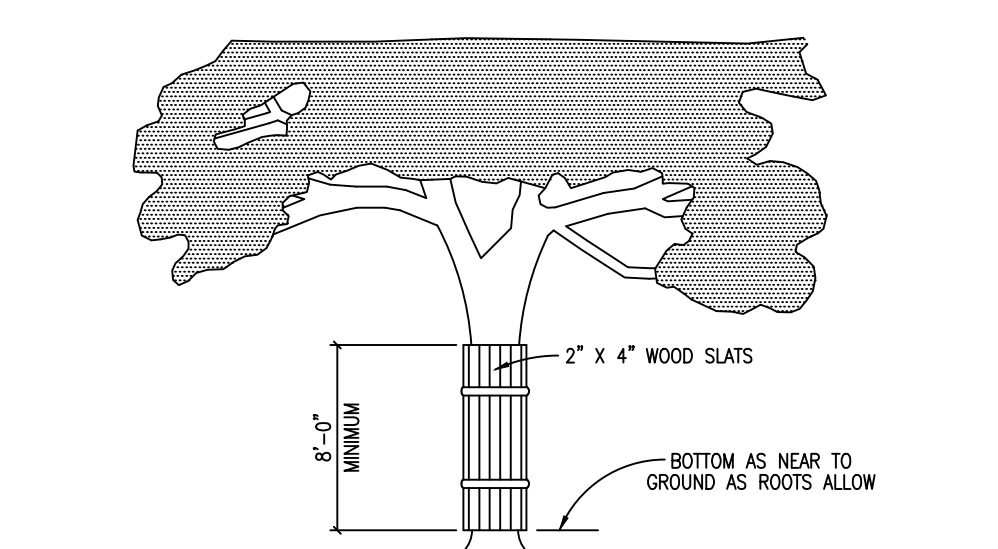 2” X 4” WOOD SLATS
8’-0”
MINIMUM
BOTTOM AS NEAR TO
GROUND AS ROOTS ALLOW